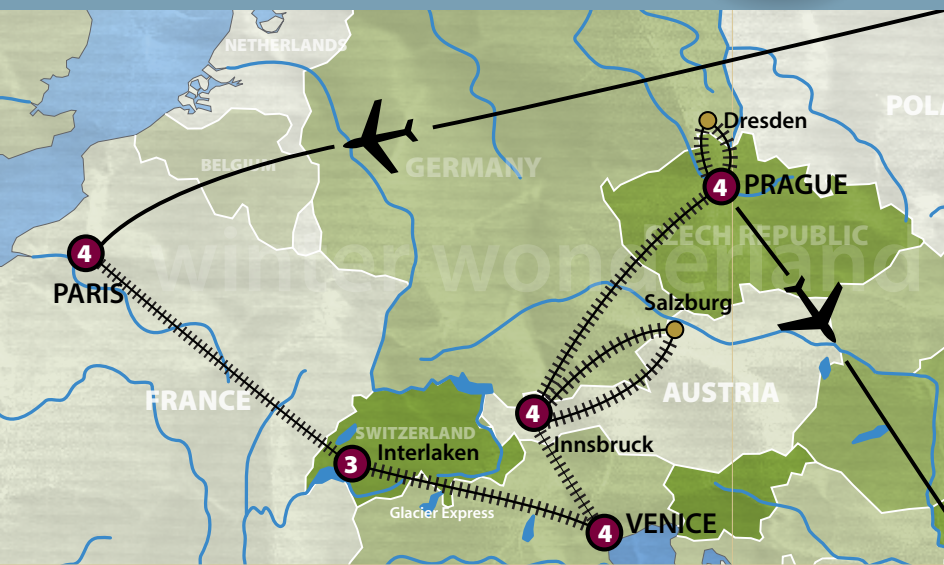 NETHERLANDS
POL
Dresden
BELGIUM
GERMANY
4 PRAGUE
CZECH REPUBLIC
winter wonderland
4
PARIS
Salzburg
FRANCE
AUSTRIA
4
Innsbruck
SWITZERLAND
Interlaken
3
Glacier Express
4 VENICE